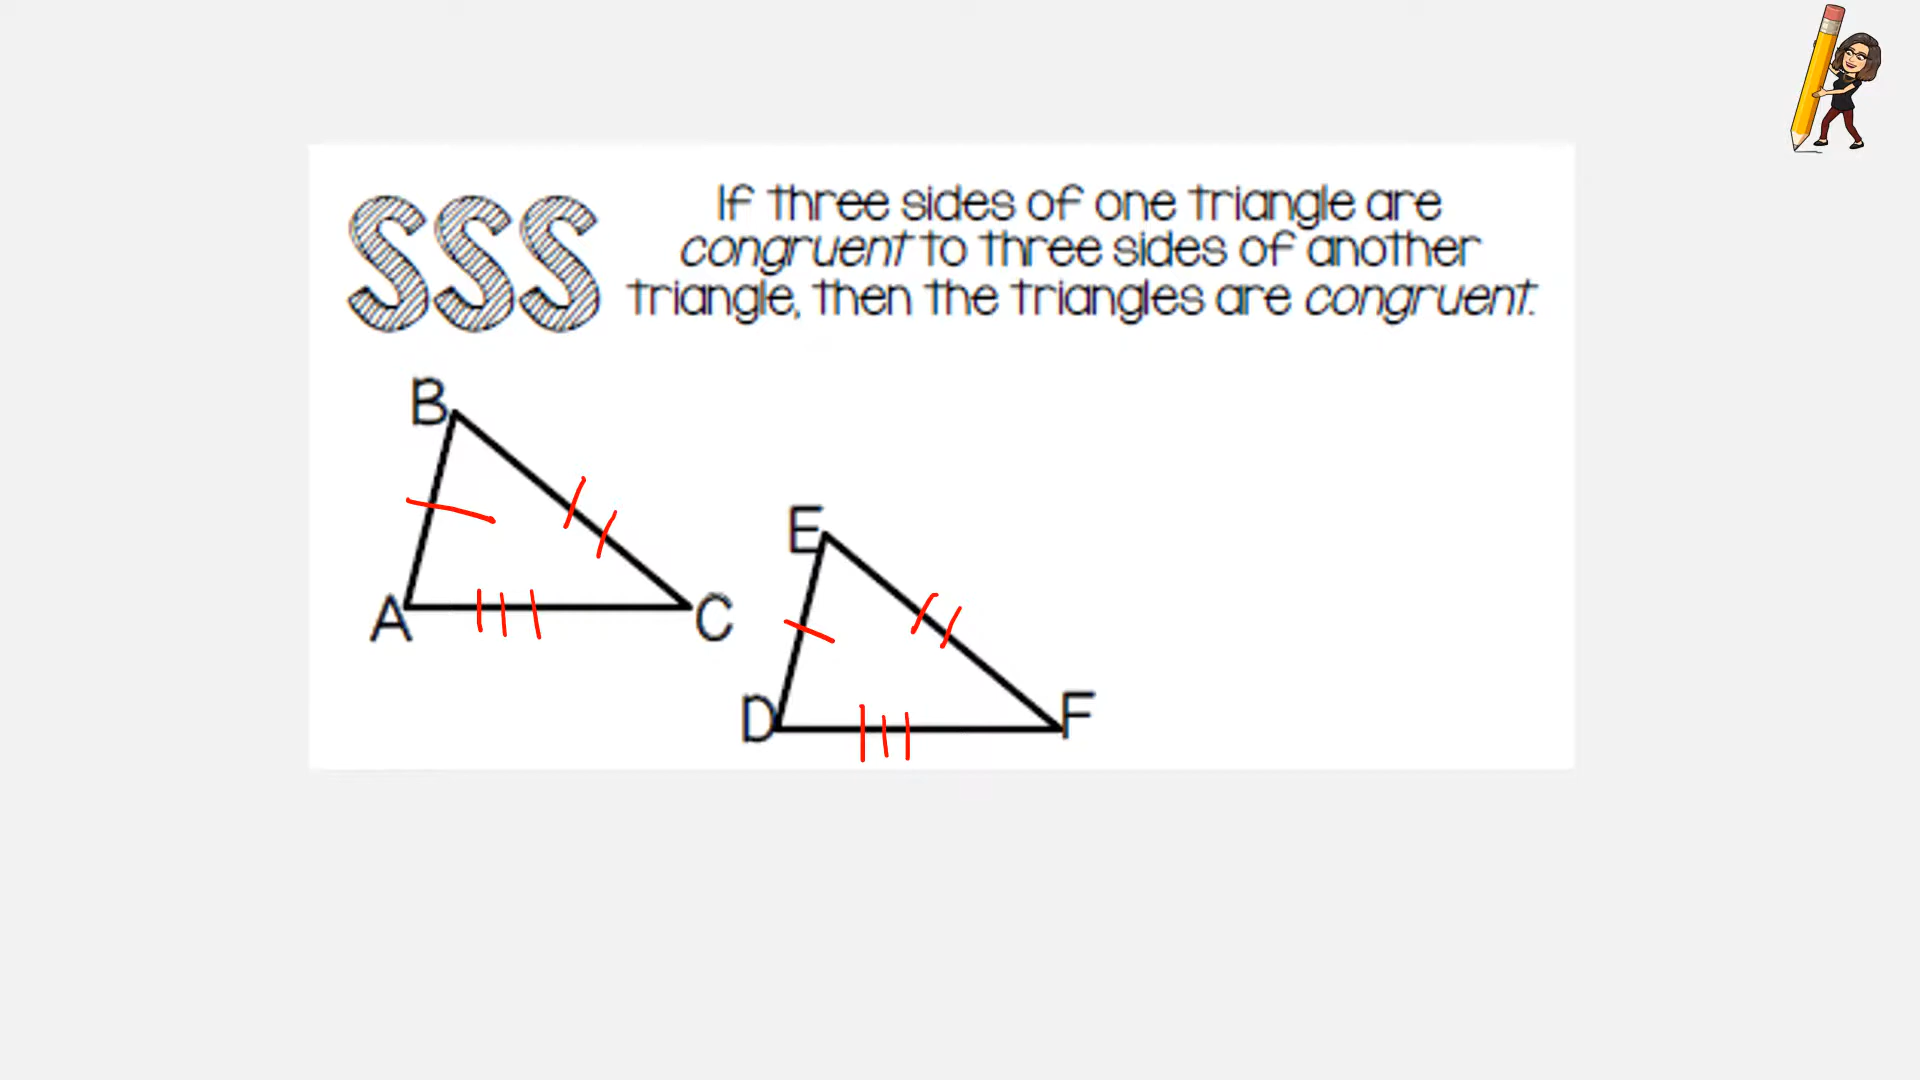 SSS
If three sides of one triangle are
congruent to three sides of another
triangle, then the triangles are congruent.
B
E
A
C
D
F